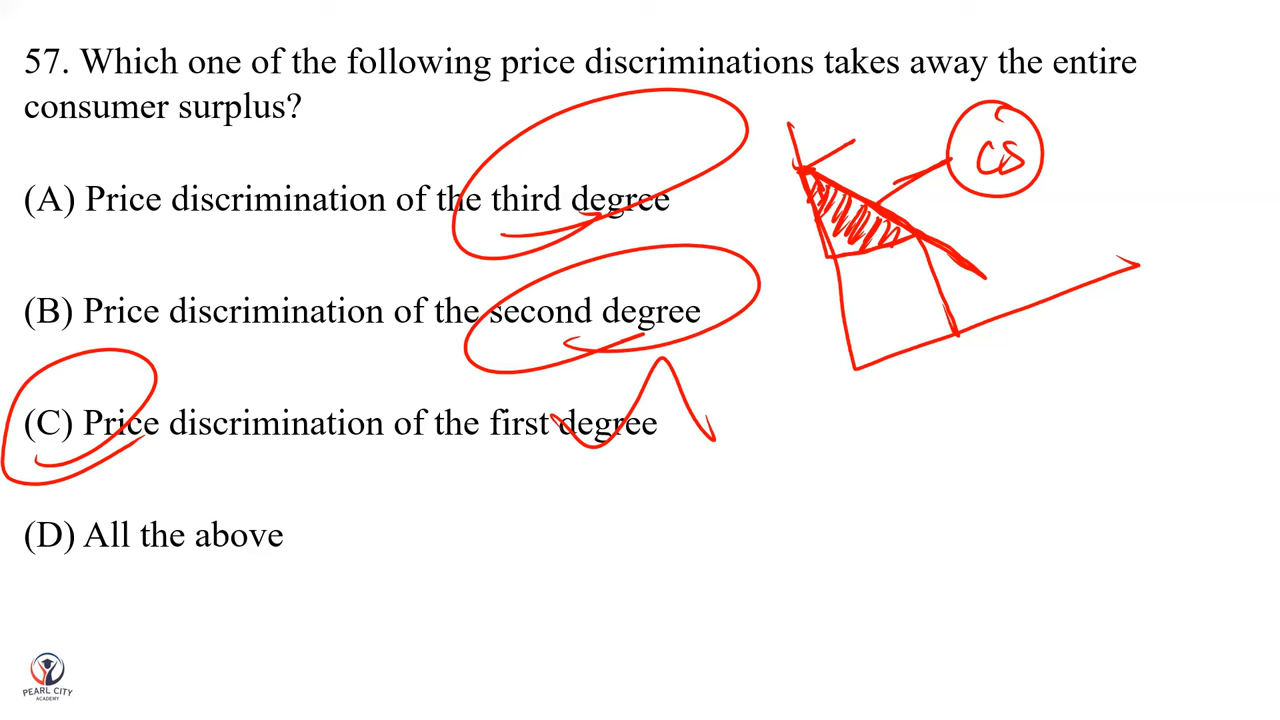 57. Which one of the following price discriminations takes away the entire
consumer surplus?
(A) Price discrimination of the third degree
CS
(B) Price discrimination of the second degree
(C) Price discrimination of the first degree
(D) All the above
PEARL CITY
ACADEMY